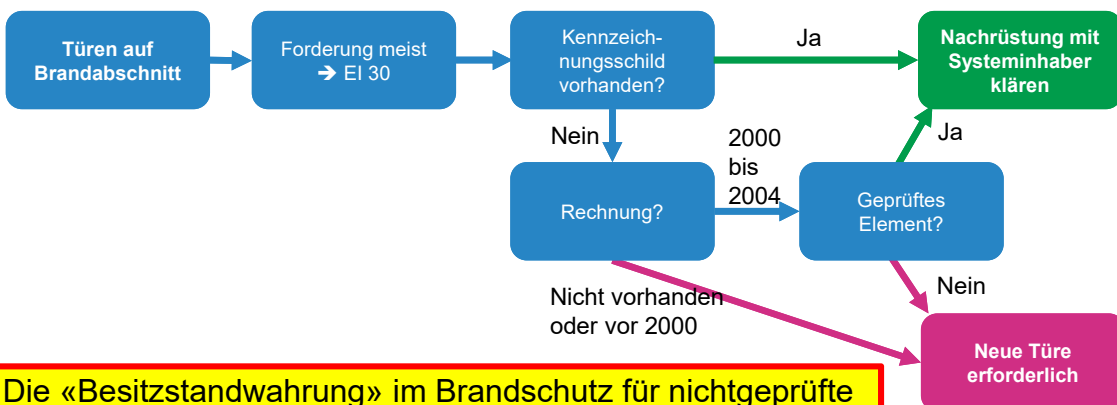 Türen auf
Brandabschnitt
Forderung meist
➔ EI 30
Kennzeich-
nungsschild
vorhanden?
Ja
Nachrüstung mit
Systeminhaber
klären
Nein
Rechnung?
2000
bis
2004
Geprüftes
Element?
Ja
Nicht vorhanden
oder vor 2000
Nein
Neue Türe
erforderlich
Die «Besitzstandwahrung» im Brandschutz für nichtgeprüfte